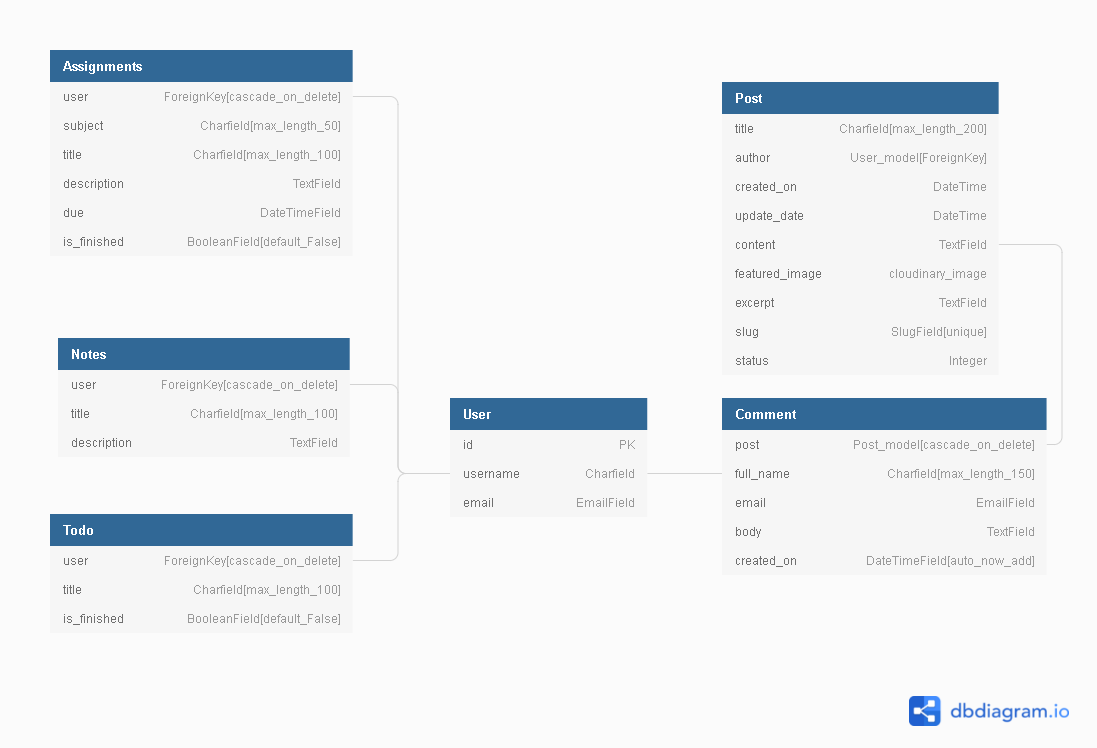 Assignments
user ForeignKey[cascade_on_delete]
subject Charfield[max_length_50]
title Charfield[max_length_100]
description TextField
due DateTimeField
is_finished BooleanField[default_False]
Notes
user ForeignKey[cascade_on_delete]
title Charfield[max_length_100]
description TextField
Todo
user ForeignKey[cascade_on_delete]
title Charfield[max_length_100]
is_finished BooleanField[default_False]
User
id PK
username Charfield
email EmailField
Post
title Charfield[max_length_200]
author User_model[ForeignKey]
created_on DateTime
update_date DateTime
content TextField
featured_image cloudinary_image
excerpt TextField
slug SlugField[unique]
status Integer
Comment
post Post_model[cascade_on_delete]
full_name Charfield[max_length_150]
email EmailField
body TextField
created_on DateTimeField[auto_now_add]
dbdiagram.io